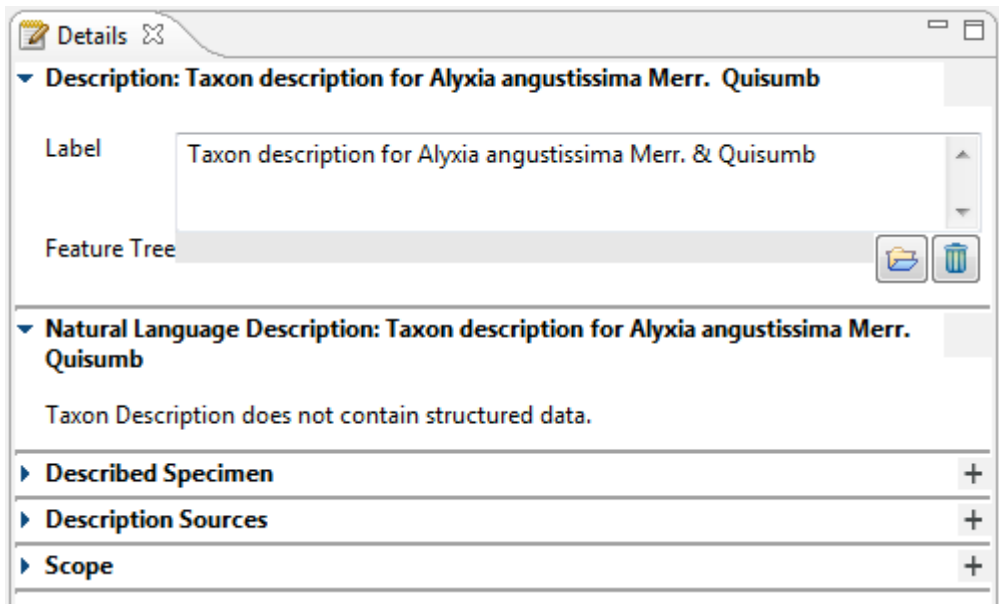 Details
Description: Taxon description for Alyxia angustissima Merr.  Quisumb
Label
Taxon description for Alyxia angustissima Merr. & Quisumb
Feature Tree
Natural Language Description: Taxon description for Alyxia angustissima Merr.
Quisumb
Taxon Description does not contain structured data.
Described Specimen
Description Sources
Scope